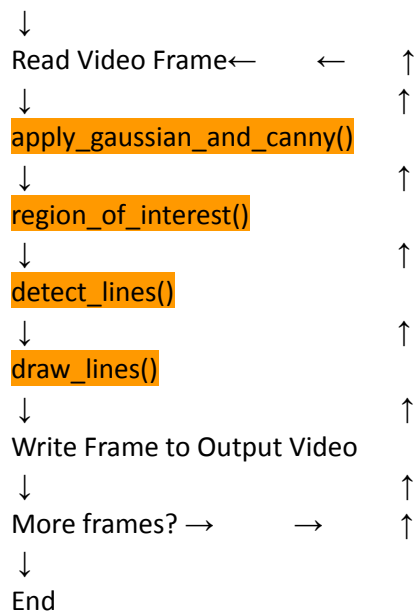 ↓
Read Video Frame← ← ↑
↓ ↑
apply_gaussian_and_canny()
↓ ↑
region_of_interest()
↓ ↑
detect_lines()
↓ ↑
draw_lines()
↓ ↑
Write Frame to Output Video
↓ ↑
More frames? → → ↑
↓
End